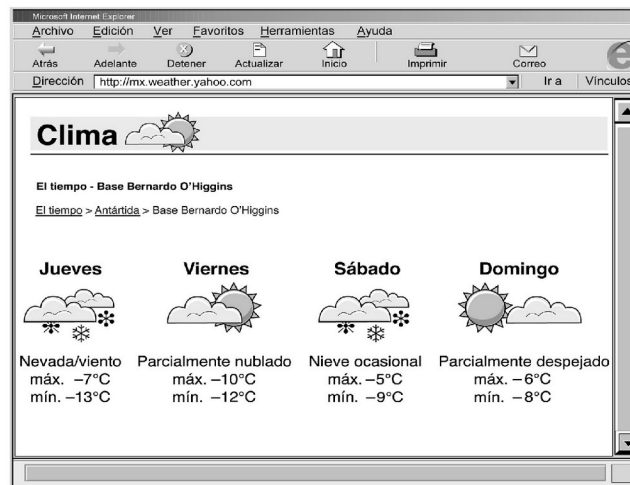 Microsoft Internet Explorer
Archivo Edición Ver Favoritos Herramientas Ayuda
Atrás Adelante Detener Actualizar Inicio Imprimir Correo
Dirección http://mx.weather.yahoo.com Ir a Vínculos
Clima
El tiempo - Base Bernardo O'Higgins
El tiempo > Antártida > Base Bernardo O'Higgins
Jueves Viernes Sábado Domingo
Nevada/viento Parcialmente nublado Nieve ocasional Parcialmente despejado
máx. –7°C máx. –10°C máx. –5°C máx. –6°C
mín. –13°C mín. –12°C mín. –9°C mín. –8°C